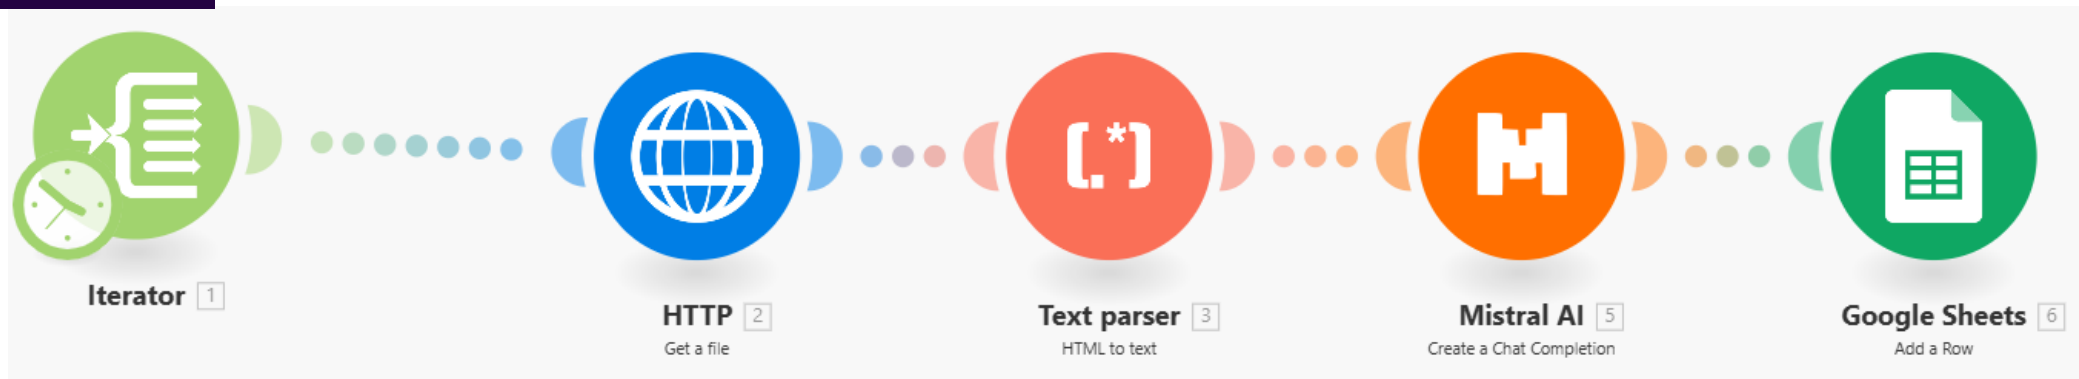 Iterator 1
HTTP 2
Get a file
Text parser 3
HTML to text
Mistral AI 5
Create a Chat Completion
Google Sheets 6
Add a Row